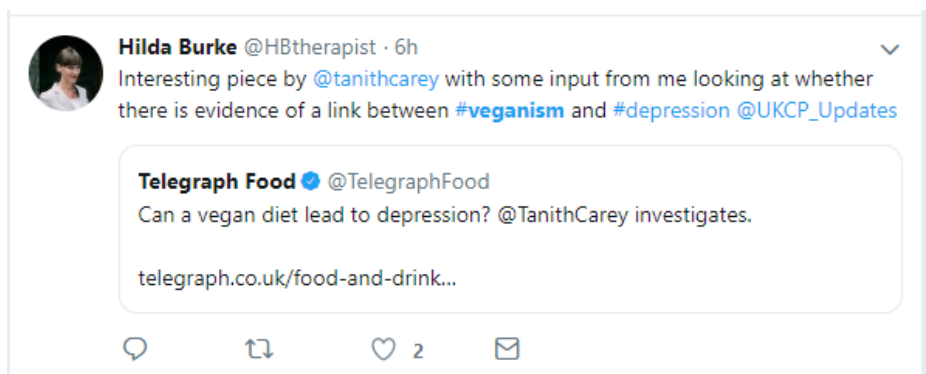 Hilda Burke @HBtherapist · 6h
Interesting piece by @tanithcarey with some input from me looking at whether
there is evidence of a link between #veganism and #depression @UKCP_Updates
Telegraph Food @TelegraphFood
Can a vegan diet lead to depression? @TanithCarey investigates.
telegraph.co.uk/food-and-drink...
2